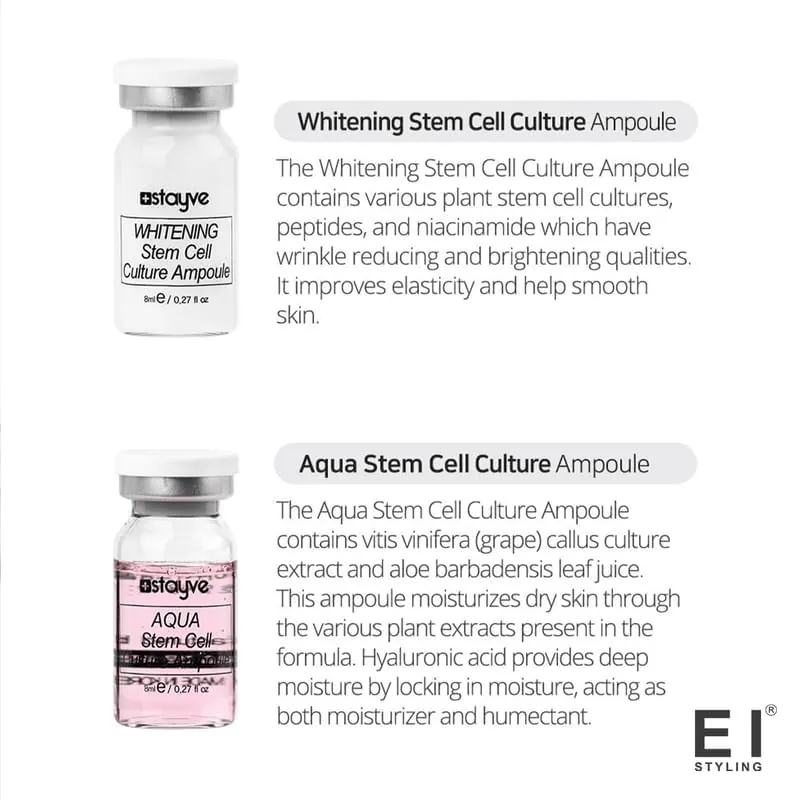 stayve
WHITENING
Stem Cell
Culture Ampoule
8ml e / 0,27 fl oz
Whitening Stem Cell Culture Ampoule
The Whitening Stem Cell Culture Ampoule
contains various plant stem cell cultures,
peptides, and niacinamide which have
wrinkle reducing and brightening qualities.
It improves elasticity and help smooth
skin.
stayve
AQUA
Stem Cell
8ml e / 0,27 fl oz
Aqua Stem Cell Culture Ampoule
The Aqua Stem Cell Culture Ampoule
contains vitis vinifera (grape) callus culture
extract and aloe barbadensis leaf juice.
This ampoule moisturizes dry skin through
the various plant extracts present in the
formula. Hyaluronic acid provides deep
moisture by locking in moisture, acting as
both moisturizer and humectant.
EI®
STYLING